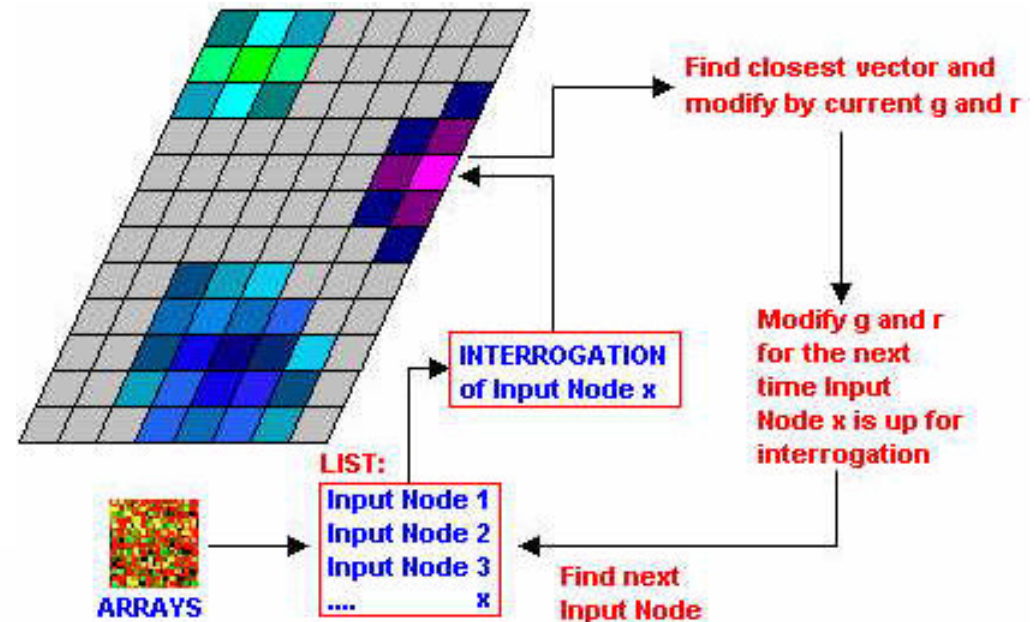 Find closest vector and
modify by current g and r
INTERROGATION
of Input Node x
Modify g and r
for the next
time Input
Node x is up for
interrogation
LIST:
Input Node 1
Input Node 2
Input Node 3
.... x
ARRAYS
Find next
Input Node